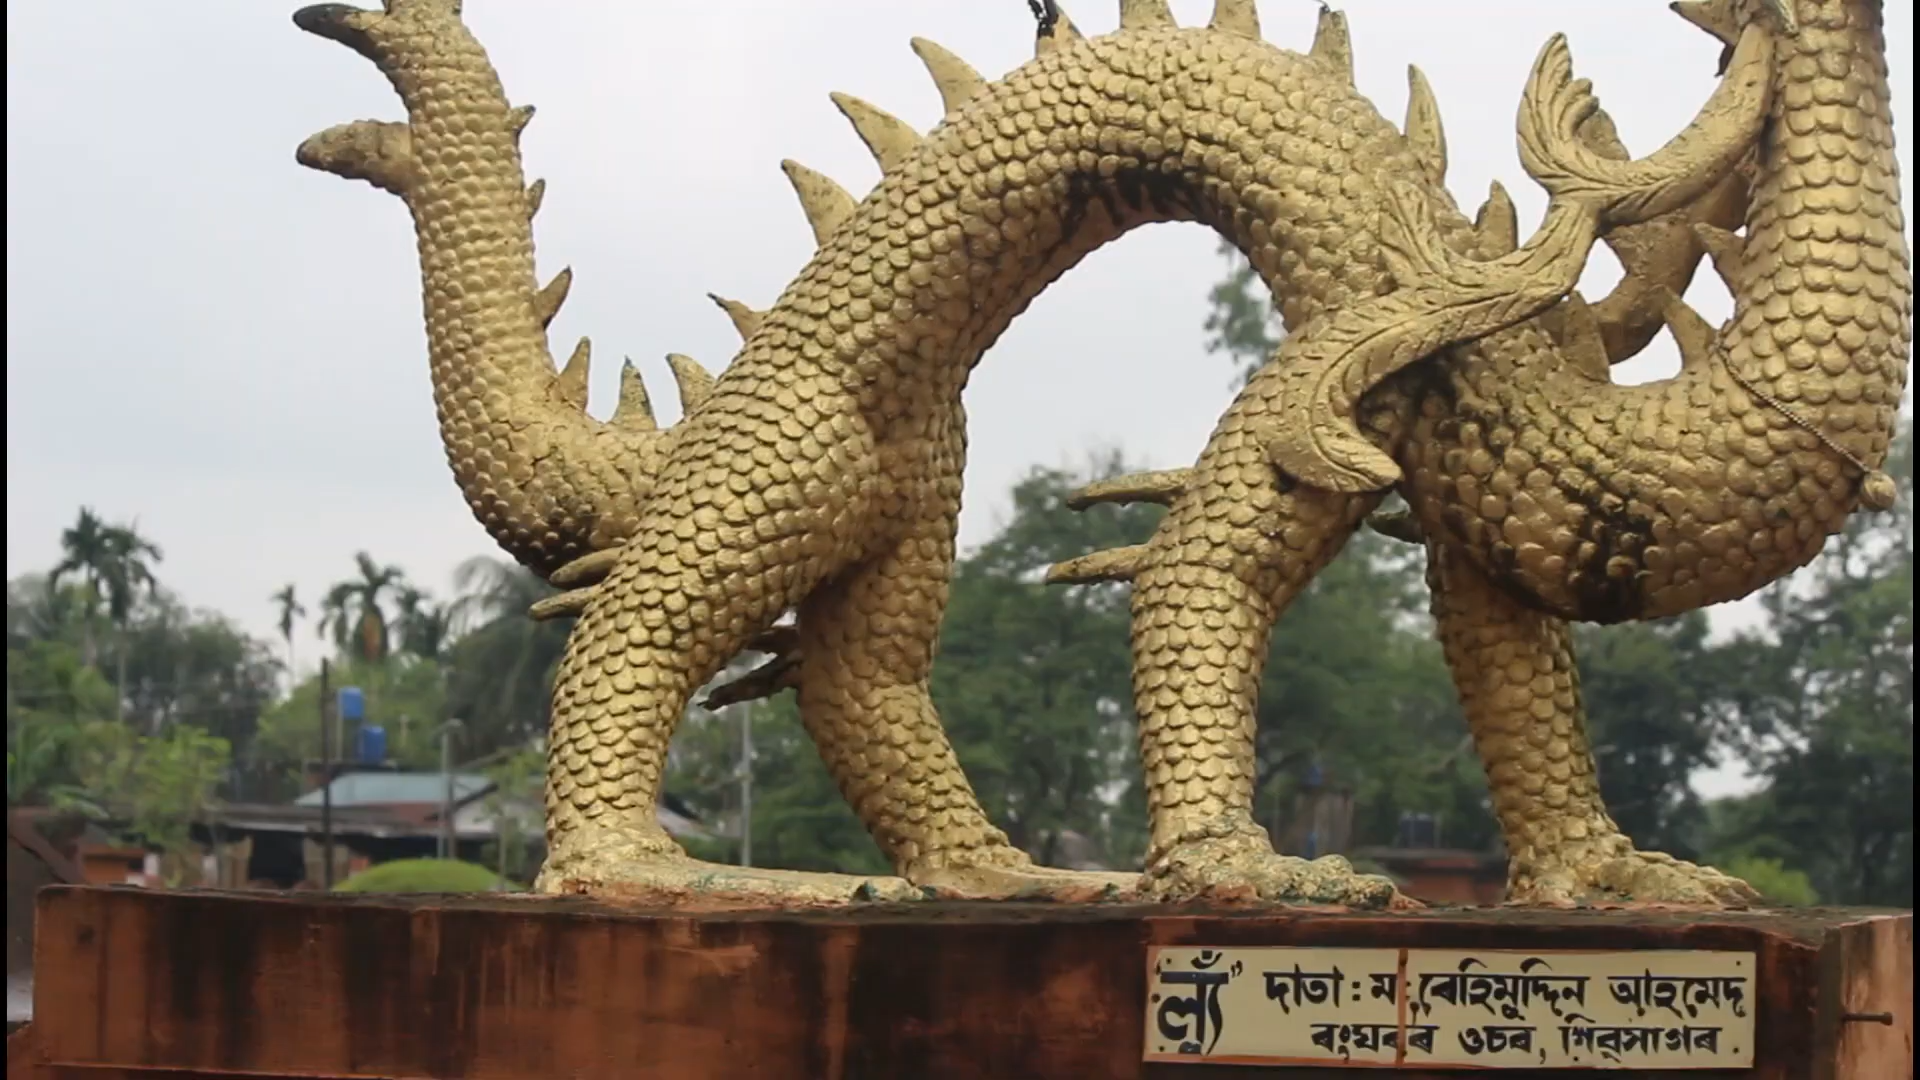 দাতা : ম: ৰেহিমুদ্দিন আহমেদ
ৰংঘৰৰ ওচৰ, শিৱসাগৰ .